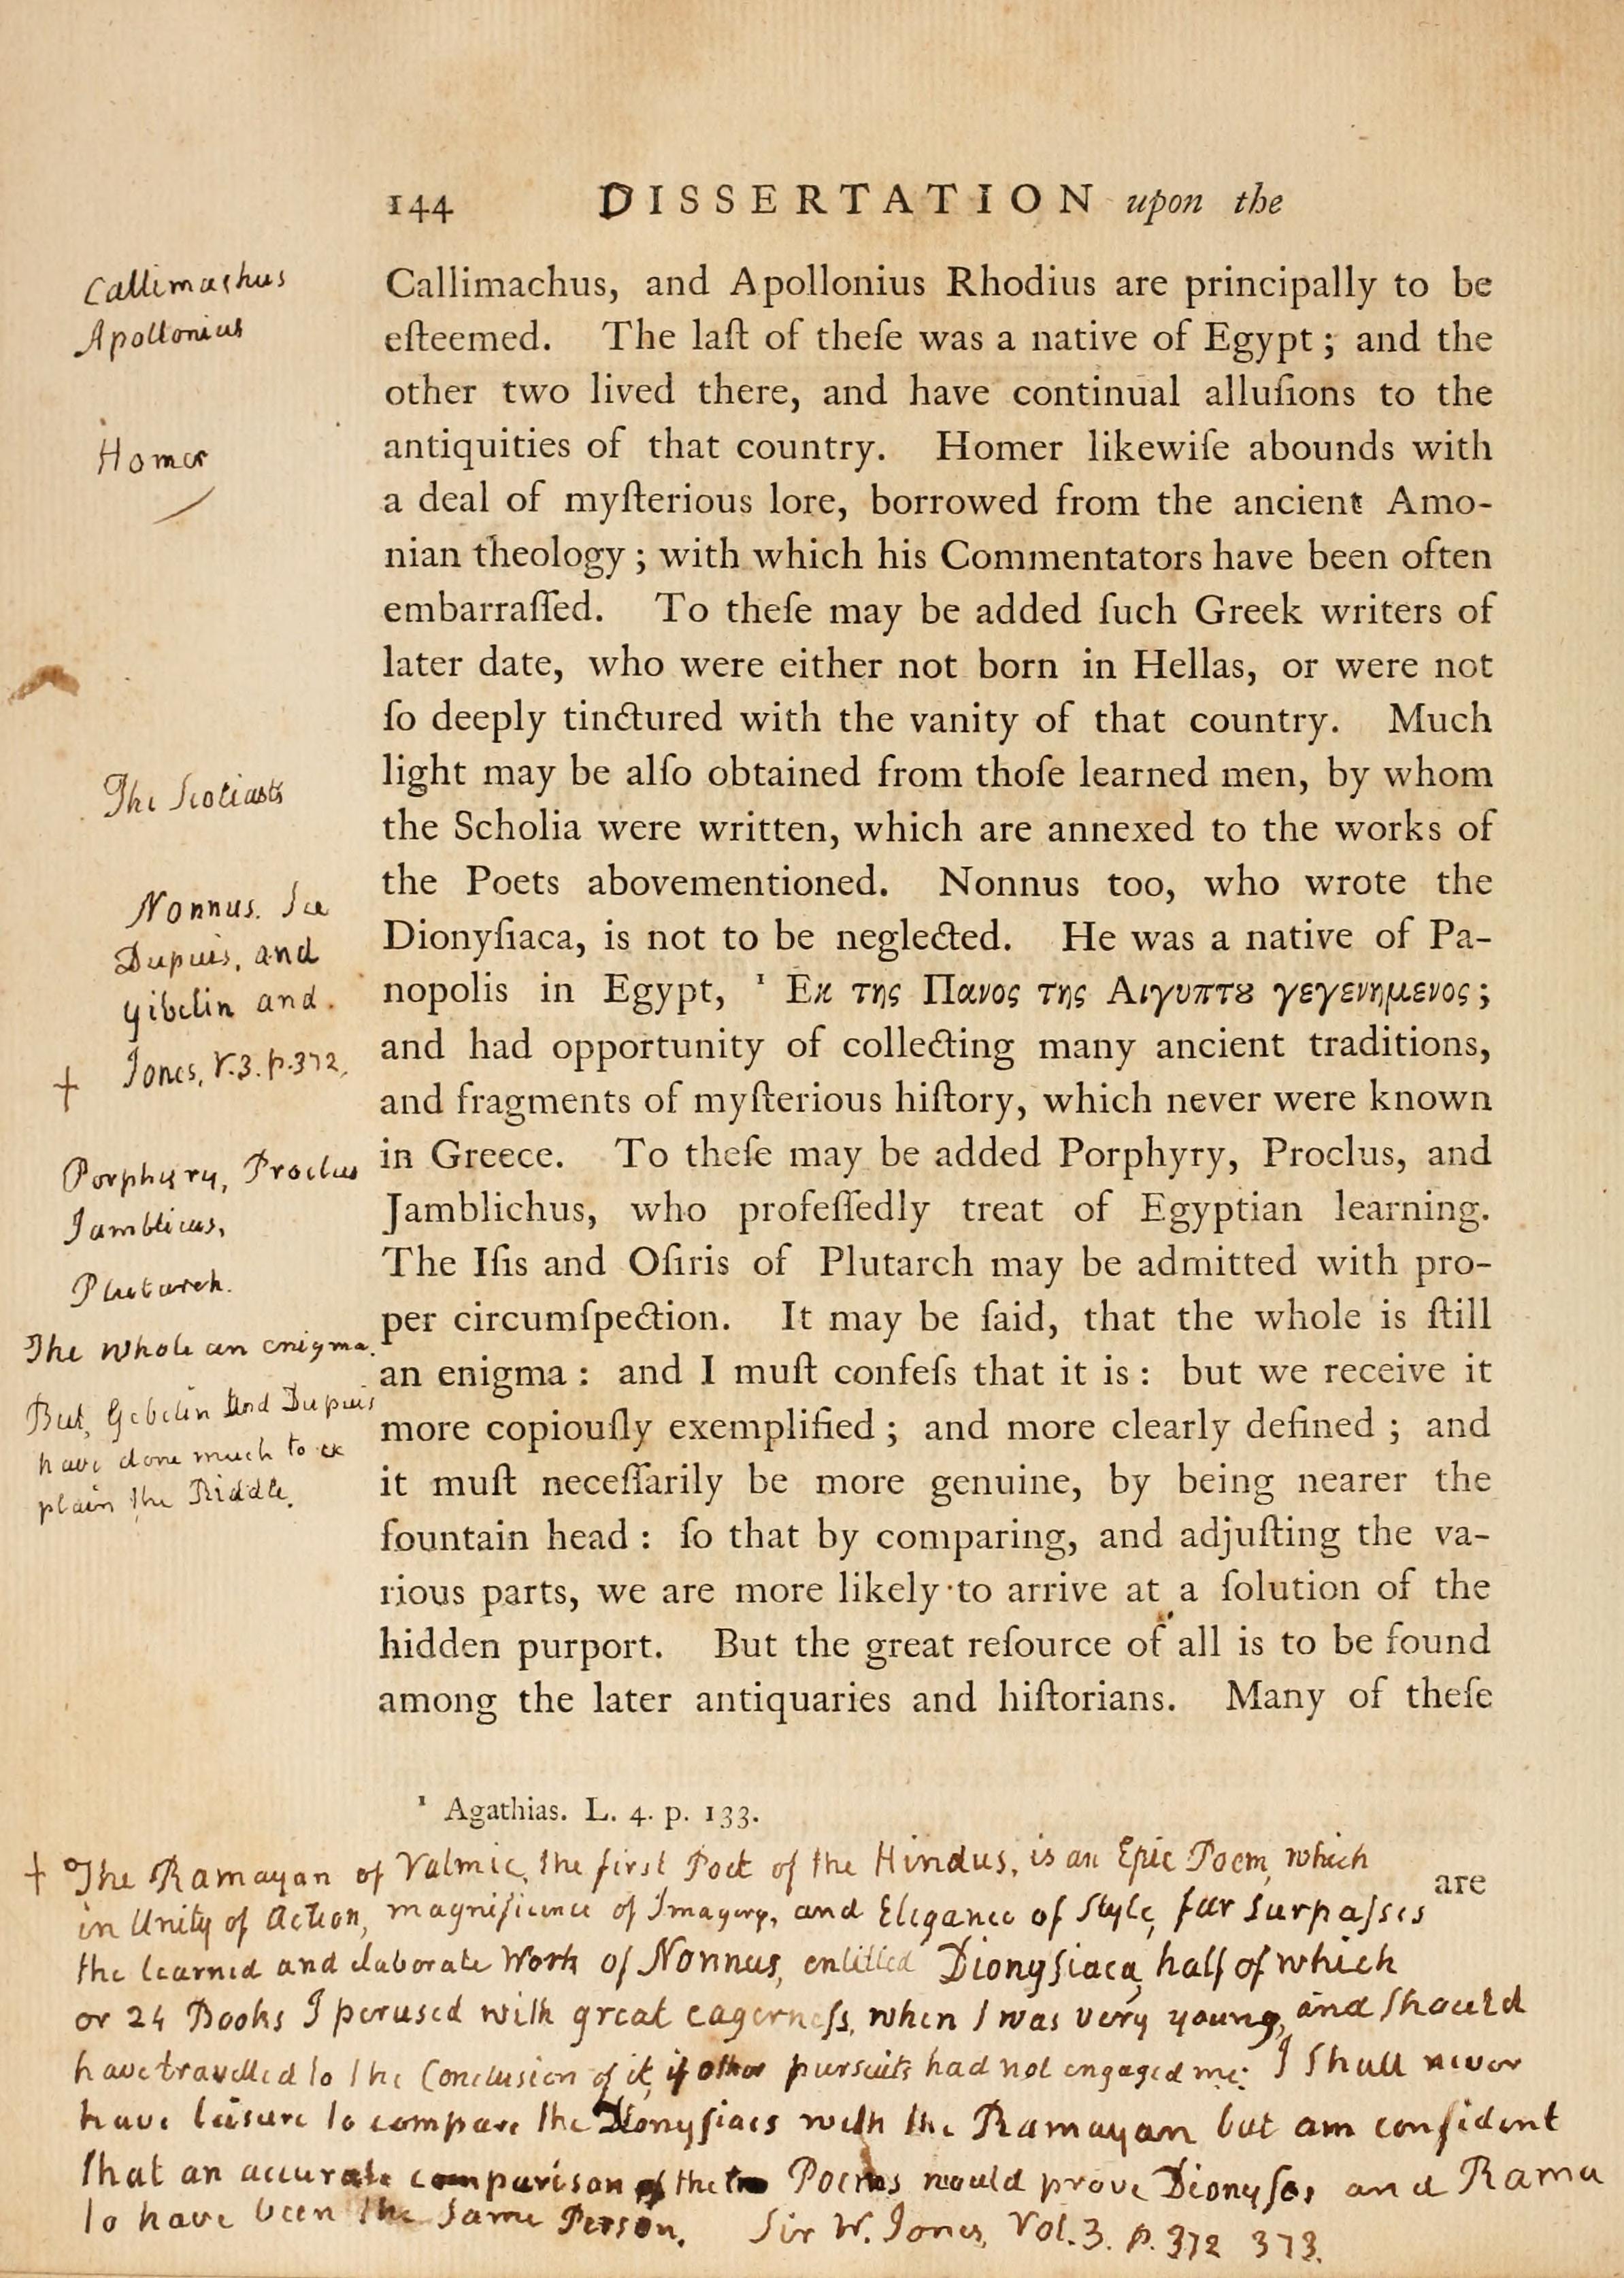 144 DISSERTATION upon the
Callimachus
Apollonius
Homer
The Scoliasts
Nonnus. See
Dupuis, and
Gibelin and.
Jones, V.3. p.372,
+
Porphyry, Proclus
Jamblicus,
Plutarch.
The whole an enigma.
But, Gebelin and Dupuis
have done much to ex
plain the Riddle.
Callimachus, and Apollonius Rhodius are principally to be
eſteemed. The laſt of theſe was a native of Egypt; and the
other two lived there, and have continual alluſions to the
antiquities of that country. Homer likewiſe abounds with
a deal of myſterious lore, borrowed from the ancient Amo-
nian theology; with which his Commentators have been often
embarraſſed. To theſe may be added ſuch Greek writers of
later date, who were either not born in Hellas, or were not
ſo deeply tinctured with the vanity of that country. Much
light may be alſo obtained from thoſe learned men, by whom
the Scholia were written, which are annexed to the works of
the Poets abovementioned. Nonnus too, who wrote the
Dionyſiaca, is not to be neglected. He was a native of Pa-
nopolis in Egypt, ¹ Εκ της Πανος της Αιγυπτȣ γεγενημενος;
and had opportunity of collecting many ancient traditions,
and fragments of myſterious hiſtory, which never were known
in Greece. To theſe may be added Porphyry, Proclus, and
Jamblichus, who profeſſedly treat of Egyptian learning.
The Iſis and Oſiris of Plutarch may be admitted with pro-
per circumſpection. It may be ſaid, that the whole is ſtill
an enigma: and I muſt confeſs that it is: but we receive it
more copiouſly exemplified; and more clearly defined; and
it muſt neceſſarily be more genuine, by being nearer the
fountain head: ſo that by comparing, and adjuſting the va-
rious parts, we are more likely to arrive at a ſolution of the
hidden purport. But the great reſource of all is to be found
among the later antiquaries and hiſtorians. Many of theſe
¹ Agathias. L. 4. p. 133.
are
+ The Ramayan of Valmic, the first Poet of the Hindus, is an Epic Poem, which
in Unity of Action, magnificence of Imagery, and Elegance of Style, far surpaſses
the learned and elaborate Work of Nonnus, entitled Dionyſiaca, half of which
or 24 Books I perused with great eagerneſs, when I was very young, and should
have travelled to the Conclusion of it, if other pursuits had not engaged me: I shall never
have leisure to compare the Dionyſiacs with the Ramayan but am confident
that an accurate comparison of the two Poems would prove Dionyſos and Rama
to have been the same Person. Sir W. Jones, Vol. 3. p. 372 373.